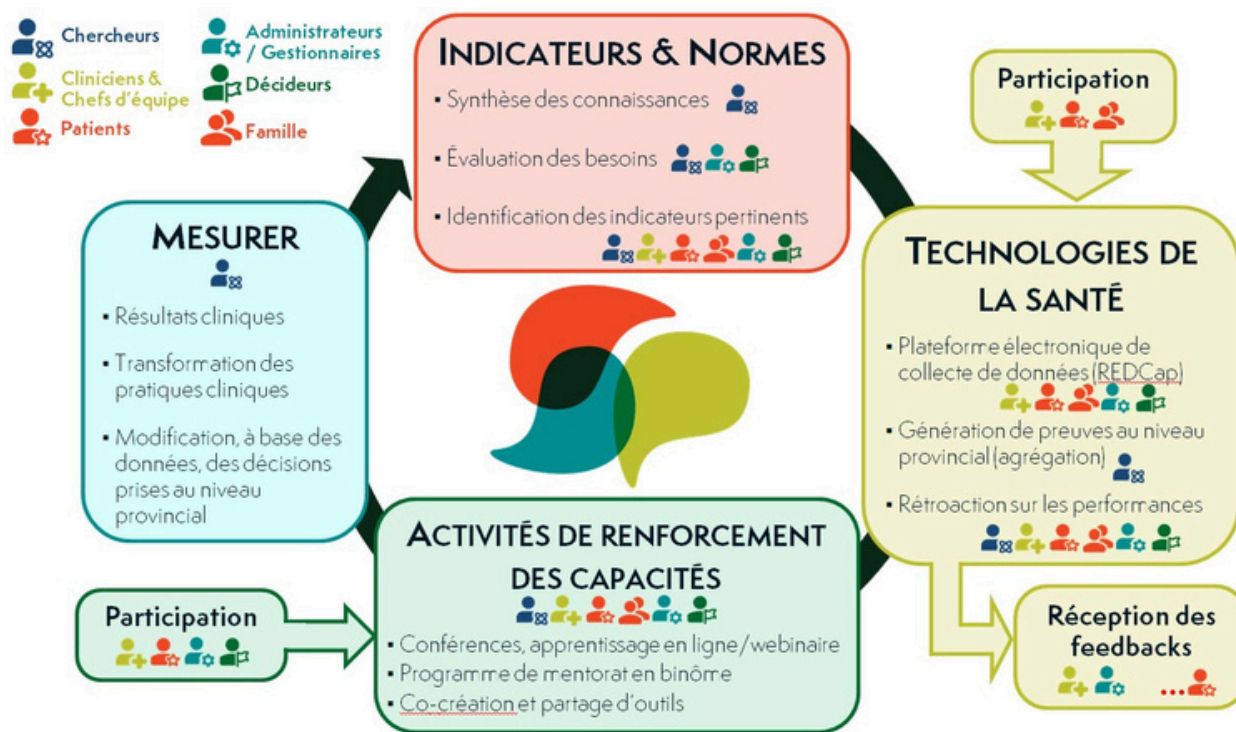 Chercheurs
Administrateurs
/ Gestionnaires
Cliniciens &
Chefs d'équipe
Décideurs
Patients
Famille
INDICATEURS & NORMES
▪ Synthèse des connaissances
▪ Évaluation des besoins
▪ Identification des indicateurs pertinents
Participation
TECHNOLOGIES DE
LA SANTÉ
▪ Plateforme électronique de
collecte de données (REDCap)
▪ Génération de preuves au niveau
provincial (agrégation)
▪ Rétroaction sur les performances
Réception des
feedbacks
...
ACTIVITÉS DE RENFORCEMENT
DES CAPACITÉS
▪ Conférences, apprentissage en ligne/webinaire
▪ Programme de mentorat en binôme
▪ Co-création et partage d'outils
Participation
MESURER
▪ Résultats cliniques
▪ Transformation des
pratiques cliniques
▪ Modification, à base des
données, des décisions
prises au niveau
provincial